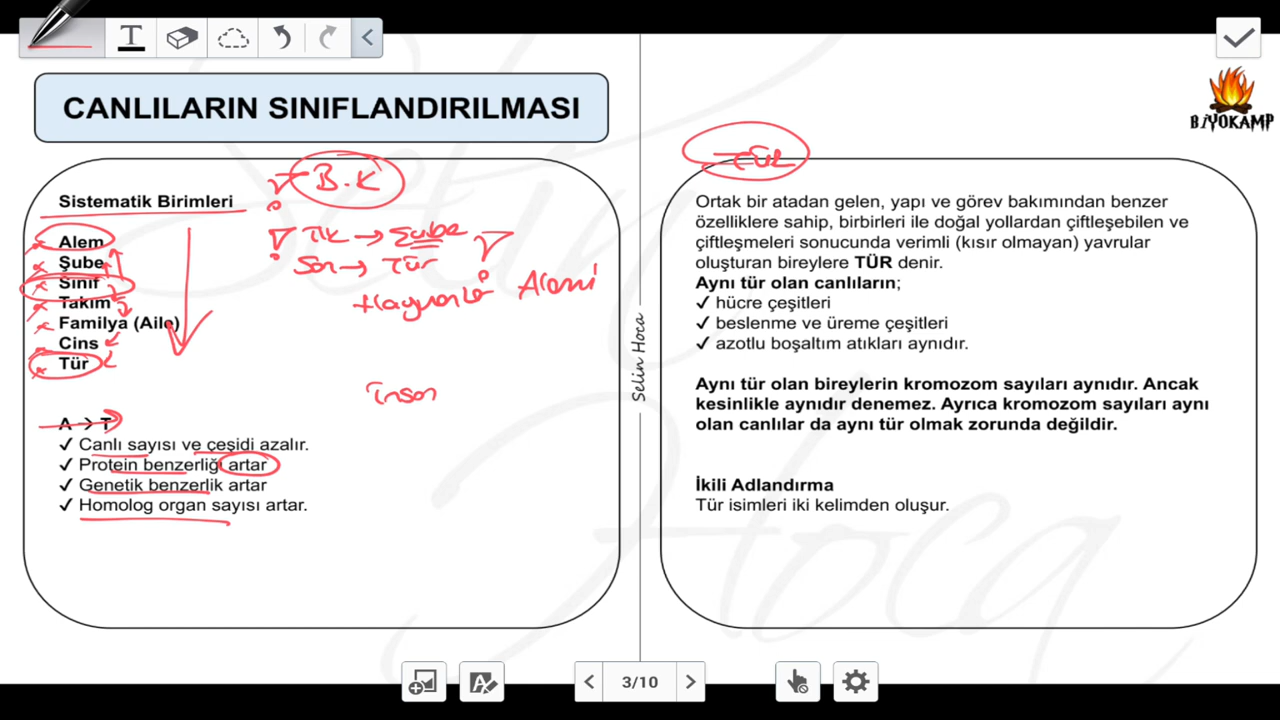 T
CANLILARIN SINIFLANDIRILMASI
BİYOKAMP
Sistematik Birimleri
B.K
Alem
Şube
Sınıf
Takım
Familya (Aile)
Cins
Tür
İlk → Şube
Son → Tür
Hayvanlar Alemi
insan
A → T
✓ Canlı sayısı ve çeşidi azalır.
✓ Protein benzerliği artar
✓ Genetik benzerlik artar
✓ Homolog organ sayısı artar.
Selin Hoca
TÜR
Ortak bir atadan gelen, yapı ve görev bakımından benzer
özelliklere sahip, birbirleri ile doğal yollardan çiftleşebilen ve
çiftleşmeleri sonucunda verimli (kısır olmayan) yavrular
oluşturan bireylere TÜR denir.
Aynı tür olan canlıların;
✓ hücre çeşitleri
✓ beslenme ve üreme çeşitleri
✓ azotlu boşaltım atıkları aynıdır.
Aynı tür olan bireylerin kromozom sayıları aynıdır. Ancak
kesinlikle aynıdır denemez. Ayrıca kromozom sayıları aynı
olan canlılar da aynı tür olmak zorunda değildir.
İkili Adlandırma
Tür isimleri iki kelimden oluşur.
Selin Hoca
3/10